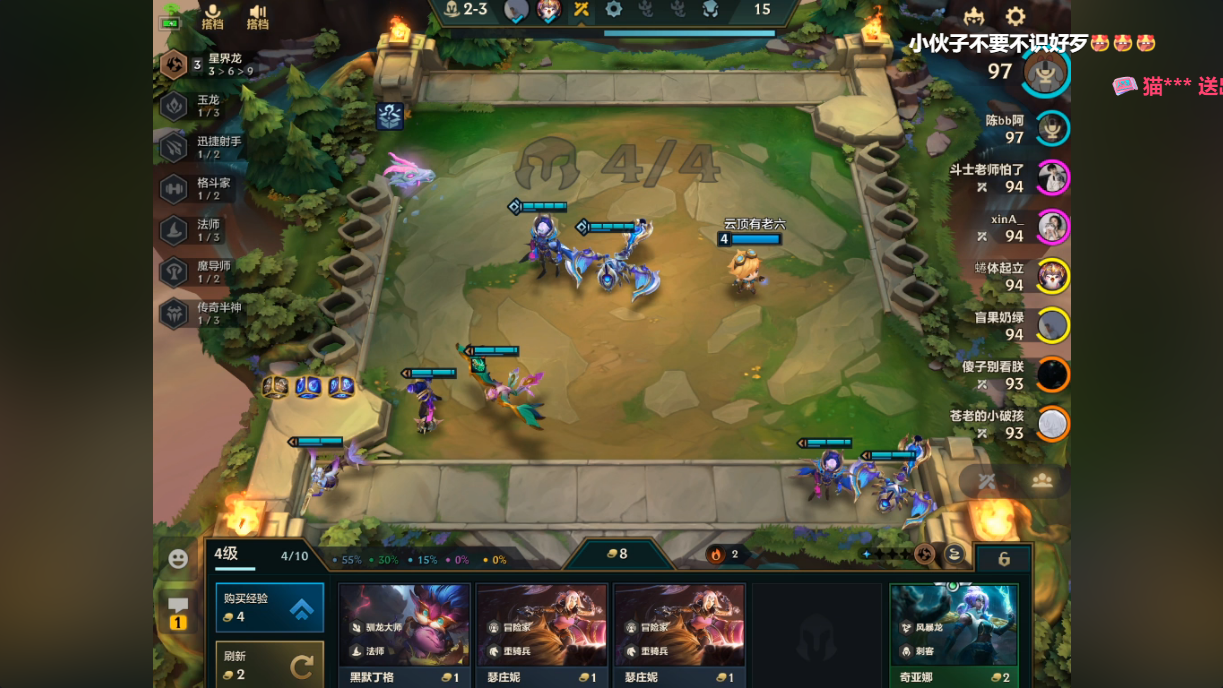 搭档
搭档
2-3
15
小伙子不要不识好歹
猫*** 送
3
星界龙
3 > 6 > 9
玉龙
1 / 3
迅捷射手
1 / 2
格斗家
1 / 2
法师
1 / 3
魔导师
1 / 2
传奇半神
1 / 3
4/4
云顶有老六
4
97
陈bb阿
97
斗士老师怕了
94
xinA_
94
94
盲果奶绿
94
傻子别看朕
93
苍老的小破孩
93
4级
4/10
55%
30%
15%
0%
0%
8
2
6
1
购买经验
4
刷新
2
驯龙大师
法师
黑默丁格
1
冒险家
重骑兵
瑟庄妮
1
冒险家
重骑兵
瑟庄妮
1
风暴龙
刺客
奇亚娜
2